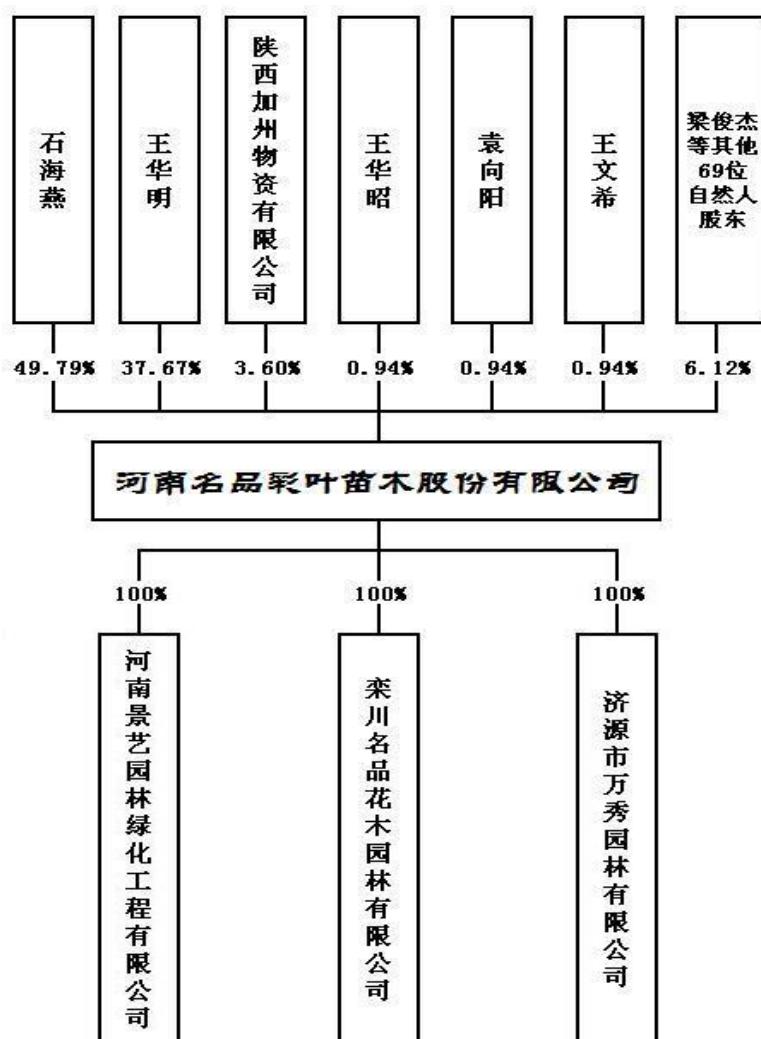 石海燕
王华明
陕西加州物资有限公司
王华昭
袁向阳
王文希
梁俊杰
等其他
69位
自然人
股东
49.79%
37.67%
3.60%
0.94%
0.94%
0.94%
6.12%
河南名品彩叶苗木股份有限公司
100%
100%
100%
河南景艺园林绿化工程有限公司
栾川名品花木园林有限公司
济源市万秀园林有限公司